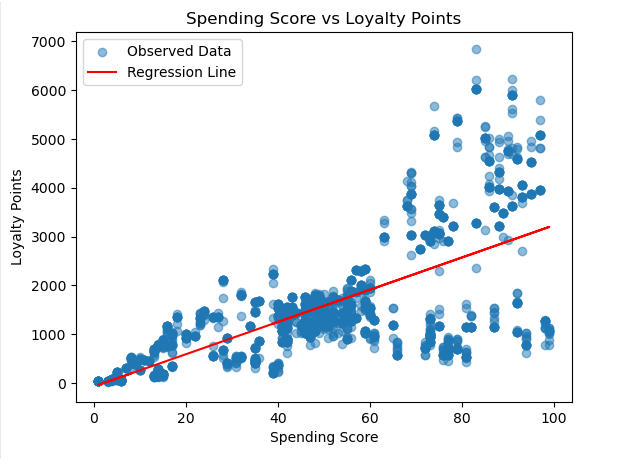 Spending Score vs Loyalty Points
Observed Data
Regression Line
7000
6000
5000
4000
3000
2000
1000
0
Loyalty Points
0 20 40 60 80 100
Spending Score